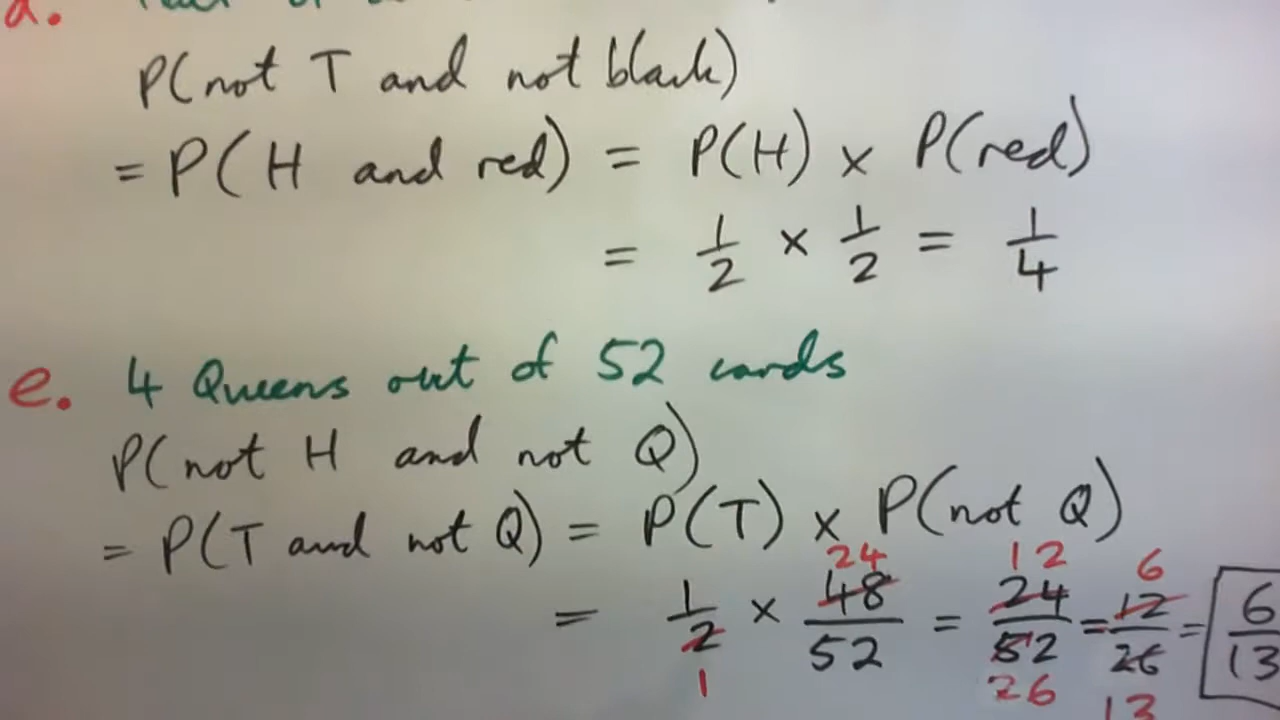 d.
P(not T and not black)
= P(H and red) = P(H) x P(red)
= 1/2 x 1/2 = 1/4
e. 4 Queens out of 52 cards
P(not H and not Q)
= P(T and not Q) = P(T) x P(not Q)
24 12 6
= 1/2 x 48/52 = 24/52 = 12/26 = 6/13
1 26 13